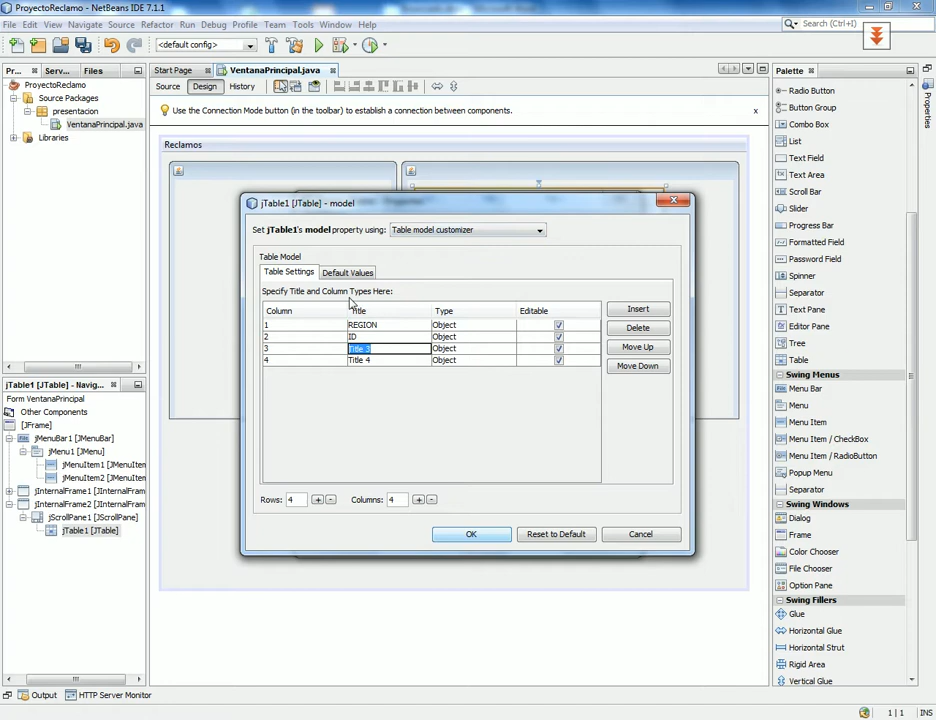 ProyectoReclamo - NetBeans IDE 7.1.1
File Edit View Navigate Source Refactor Run Debug Profile Team Tools Window Help
<default config>
Search (Ctrl+I)
Pr... Serv... Files
Start Page VentanaPrincipal.java
Palette
Properties
ProyectoReclamo
Source Packages
presentacion
VentanaPrincipal.java
Libraries
Source Design History
Use the Connection Mode button (in the toolbar) to establish a connection between components. x
Reclamos
jTable1 [JTable] - model
Set jTable1's model property using: Table model customizer
Table Model
Table Settings Default Values
Specify Title and Column Types Here:
Column Title Type Editable
1 REGION Object
2 ID Object
3 Title 3 Object
4 Title 4 Object
Insert
Delete
Move Up
Move Down
Rows: 4 + - Columns: 4 + -
OK Reset to Default Cancel
jTable1 [JTable] - Navig...
Form VentanaPrincipal
Other Components
[JFrame]
jMenuBar1 [JMenuBar]
jMenu1 [JMenu]
jMenuItem1 [JMenuItem
jMenuItem2 [JMenuItem
jInternalFrame1 [JInternalFram
jInternalFrame2 [JInternalFram
jScrollPane1 [JScrollPane]
jTable1 [JTable]
Radio Button
Button Group
Combo Box
List
Text Field
Text Area
Scroll Bar
Slider
Progress Bar
Formatted Field
Password Field
Spinner
Separator
Text Pane
Editor Pane
Tree
Table
Swing Menus
Menu Bar
Menu
Menu Item
Menu Item / CheckBox
Menu Item / RadioButton
Popup Menu
Separator
Swing Windows
Dialog
Frame
Color Chooser
File Chooser
Option Pane
Swing Fillers
Glue
Horizontal Glue
Horizontal Strut
Rigid Area
Vertical Glue
Output HTTP Server Monitor
1 | 1 INS